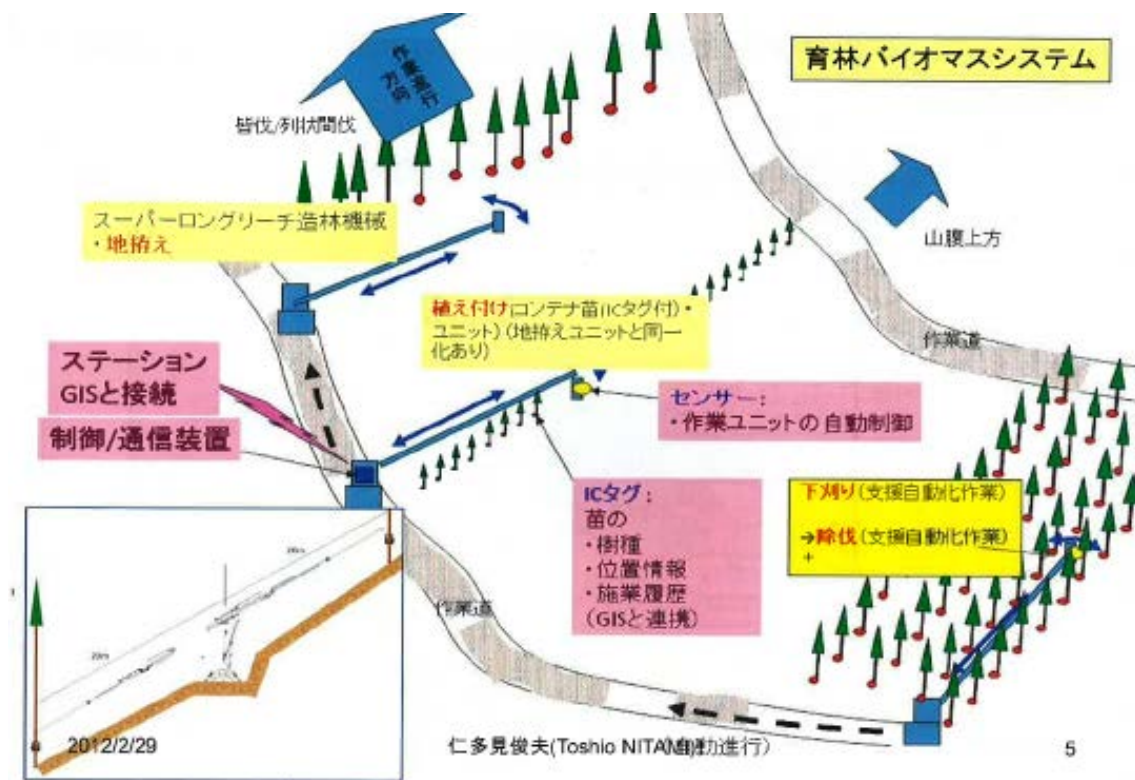 育林バイオマスシステム
作業進行
方向
皆伐/列状間伐
スーパーロングリーチ造林機械
・地拵え
山腹上方
植え付け(コンテナ苗(ICタグ付)・
ユニット)(地拵えユニットと同一
化あり)
作業道
ステーション
GISと接続
制御/通信装置
センサー:
・作業ユニットの自動制御
ICタグ:
苗の
・樹種
・位置情報
・施業履歴
(GISと連携)
下刈り(支援自動化作業)
→除伐(支援自動化作業)
+
作業道
20m
2012/2/29
仁多見俊夫(Toshio NITAMI)
自動進行)
5